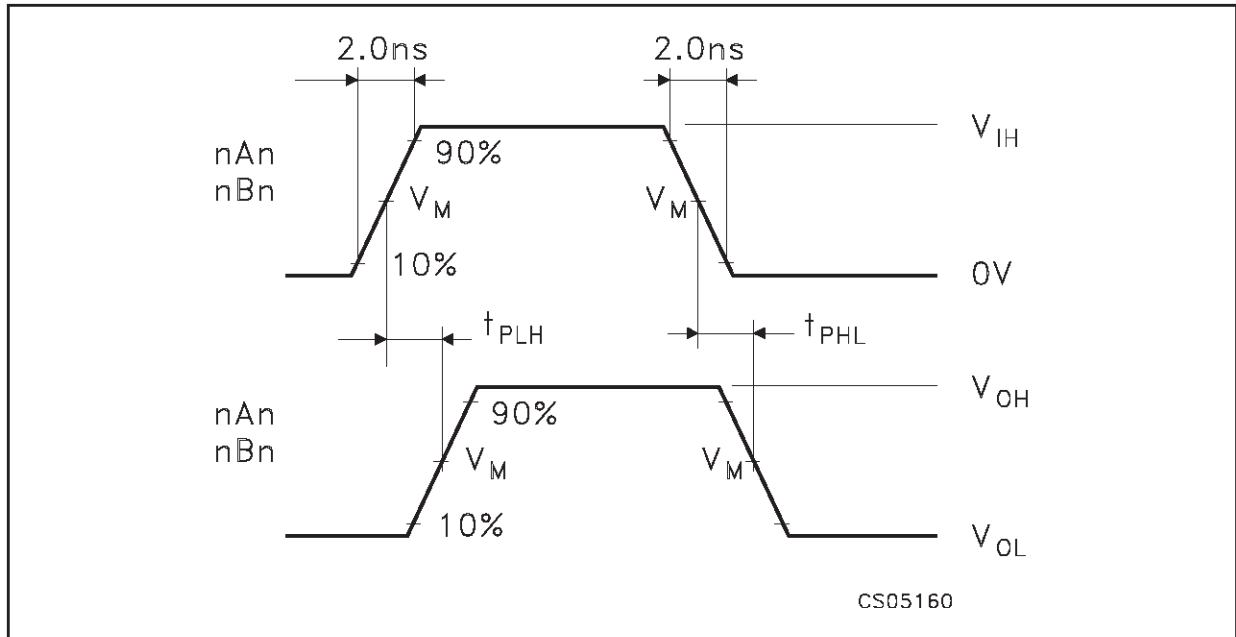 2.0ns 2.0ns
V_IH
nAn
nBn
90%
V_M V_M
10%
0V
t_PLH t_PHL
V_OH
nAn
nBn
90%
V_M V_M
10%
V_OL
CS05160